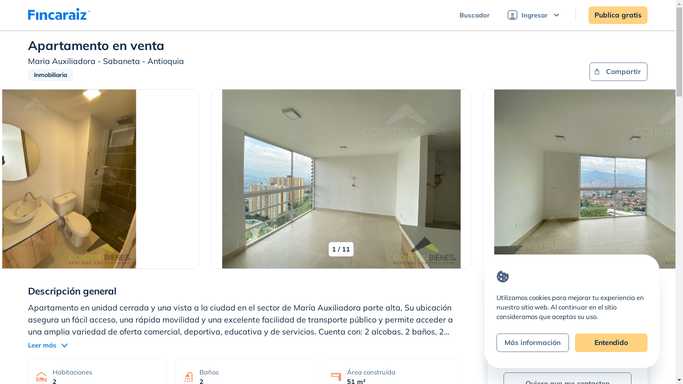 Fincaraiz
Buscador
Ingresar
Publica gratis
Apartamento en venta
Maria Auxiliadora - Sabaneta - Antioquia
Inmobiliaria
Compartir
1 / 11
Descripción general
Apartamento en unidad cerrada y una vista a la ciudad en el sector de María Auxiliadora parte alta, Su ubicación
asegura un fácil acceso, una rápida movilidad y una excelente facilidad de transporte público y permite acceder a
una amplia variedad de oferta comercial, deportiva, educativa y de servicios. Cuenta con: 2 alcobas, 2 baños, 2...
Leer más
Habitaciones
2
Baños
2
Área construida
51 m²
Utilizamos cookies para mejorar tu experiencia en
nuestro sitio web. Al continuar en el sitio
consideramos que aceptas su uso.
Más información
Entendido
Quiero que me contacten